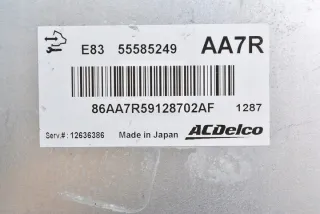 E83 55585249 AA7R
86AA7R59128702AF 1287
Serv.#: 12636386 Made in Japan ACDelco